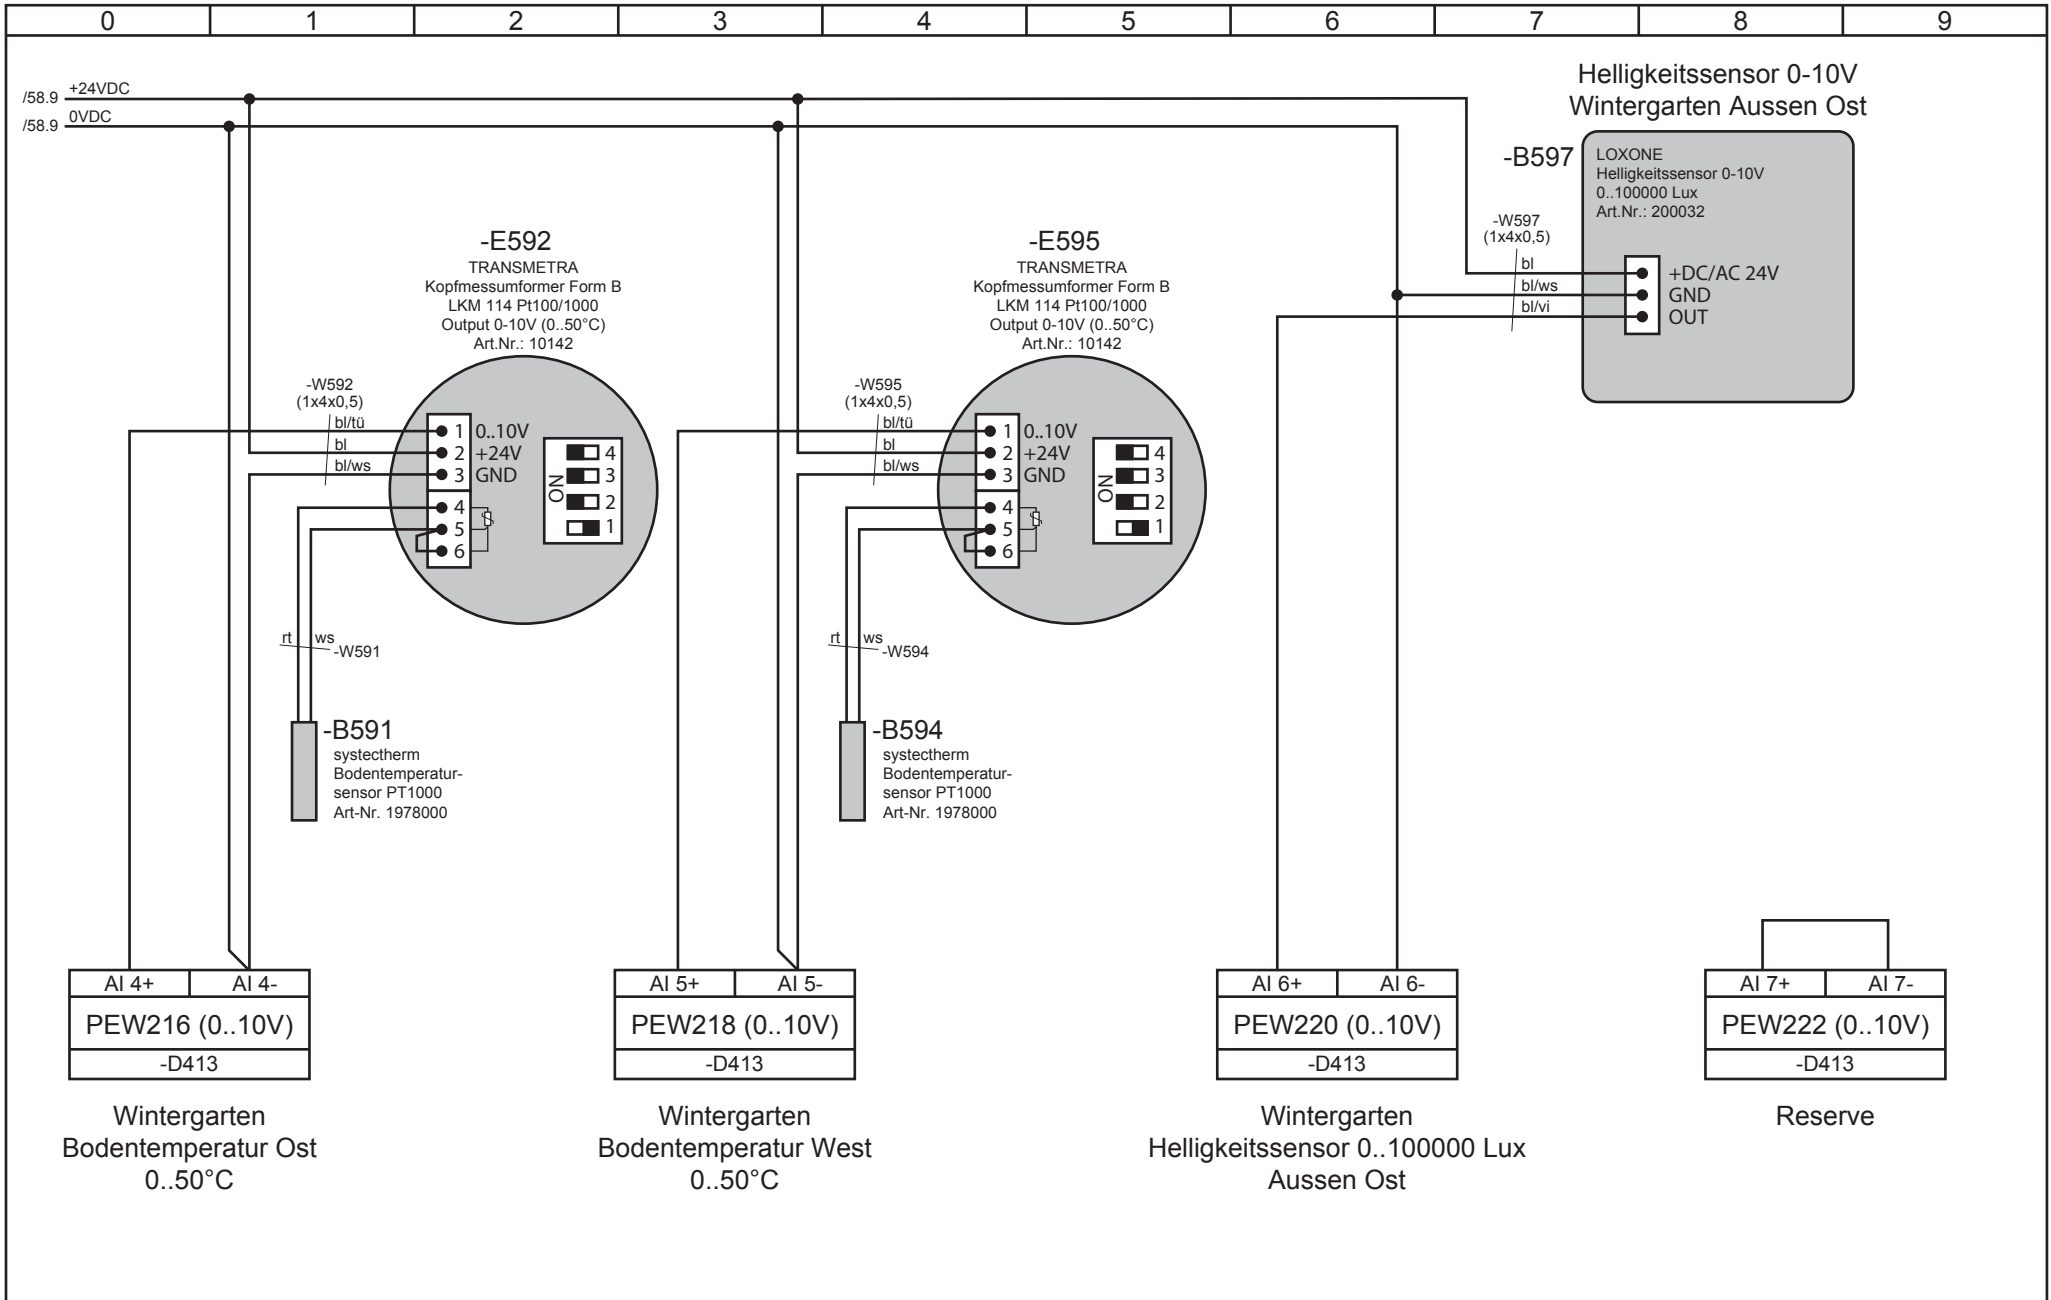 0 1 2 3 4 5 6 7 8 9
/58.9 +24VDC
/58.9 0VDC
Helligkeitssensor 0-10V
Wintergarten Aussen Ost
-B597
LOXONE
Helligkeitssensor 0-10V
0..100000 Lux
Art.Nr.: 200032
-W597
(1x4x0,5)
bl
bl/ws
bl/vi
+DC/AC 24V
GND
OUT
-E592
TRANSMETRA
Kopfmessumformer Form B
LKM 114 Pt100/1000
Output 0-10V (0..50°C)
Art.Nr.: 10142
-W592
(1x4x0,5)
bl/tü
bl
bl/ws
1 0..10V
2 +24V
3 GND
4
5
6
ON
4
3
2
1
rt ws
-W591
-B591
systectherm
Bodentemperatur-
sensor PT1000
Art-Nr. 1978000
-E595
TRANSMETRA
Kopfmessumformer Form B
LKM 114 Pt100/1000
Output 0-10V (0..50°C)
Art.Nr.: 10142
-W595
(1x4x0,5)
bl/tü
bl
bl/ws
1 0..10V
2 +24V
3 GND
4
5
6
ON
4
3
2
1
rt ws
-W594
-B594
systectherm
Bodentemperatur-
sensor PT1000
Art-Nr. 1978000
AI 4+ AI 4-
PEW216 (0..10V)
-D413
Wintergarten
Bodentemperatur Ost
0..50°C
AI 5+ AI 5-
PEW218 (0..10V)
-D413
Wintergarten
Bodentemperatur West
0..50°C
AI 6+ AI 6-
PEW220 (0..10V)
-D413
Wintergarten
Helligkeitssensor 0..100000 Lux
Aussen Ost
AI 7+ AI 7-
PEW222 (0..10V)
-D413
Reserve